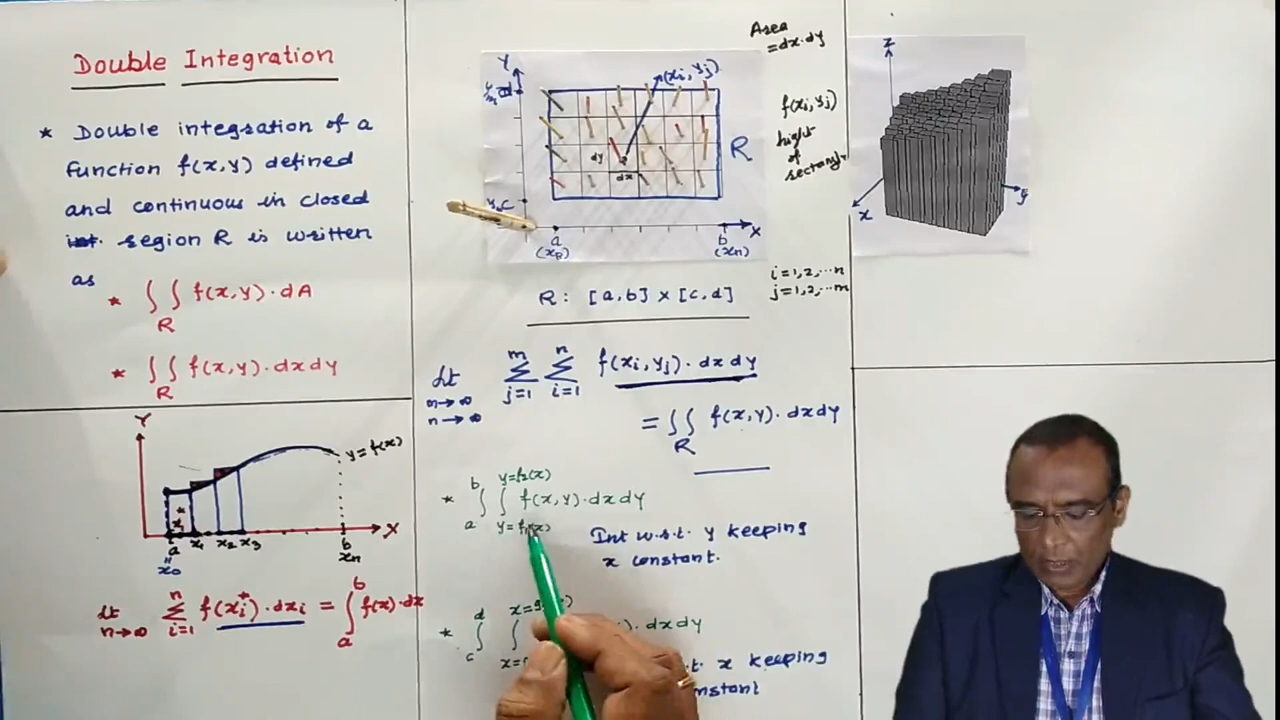 Double Integration
* Double integration of a
function f(x,y) defined
and continuous in closed
region R is written
as
* ∫∫ f(x,y)·dA
R
* ∫∫ f(x,y)·dxdy
R
Y
y=f(x)
a x₁ x₂ x₃ b X
x₀ xn
Lt n→∞ Σ i=1 n f(xi*)·dxi = ∫ a b f(x)·dx
Y
(xi, yj)
R
dy
dx
a b X
(xn)
R: [a,b] x [c,d]
Lt m→∞ n→∞ Σ j=1 m Σ i=1 n f(xi, yj)·dxdy
= ∫∫ R f(x,y)·dxdy
* ∫ a b ∫ y=f₁(x) y=f₂(x) f(x,y)·dxdy
Int w.r.t. y keeping
x constant.
* ∫ c d ∫ dxdy
x keeping
Area
=dx·dy
f(xi, yj)
hight
of
i=1,2,...n
j=1,2,...m
z
x
y